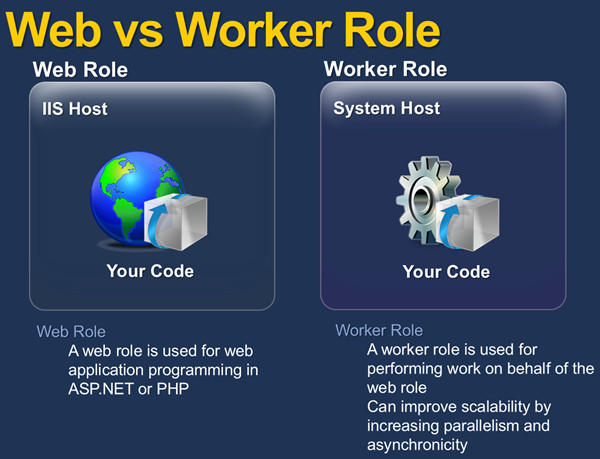 Web vs Worker Role
Web Role
IIS Host
Your Code
Web Role
A web role is used for web
application programming in
ASP.NET or PHP
Worker Role
System Host
Your Code
Worker Role
A worker role is used for
performing work on behalf of the
web role
Can improve scalability by
increasing parallelism and
asynchronicity